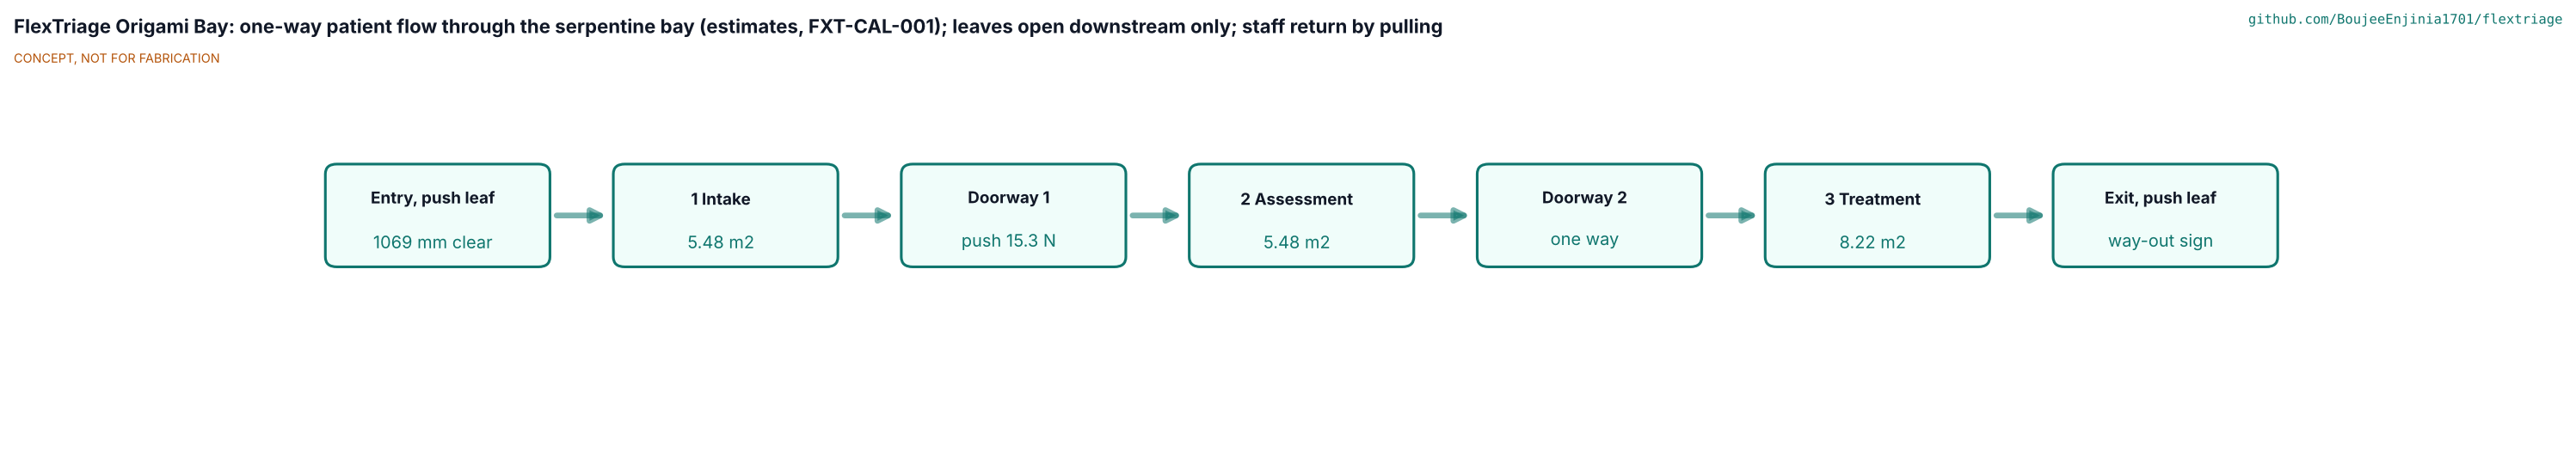 FlexTriage Origami Bay: one-way patient flow through the serpentine bay (estimates, FXT-CAL-001); leaves open downstream only; staff return by pulling
github.com/BoujeeEnjinia1701/flextriage
CONCEPT, NOT FOR FABRICATION
Entry, push leaf
1069 mm clear
1 Intake
5.48 m2
Doorway 1
push 15.3 N
2 Assessment
5.48 m2
Doorway 2
one way
3 Treatment
8.22 m2
Exit, push leaf
way-out sign